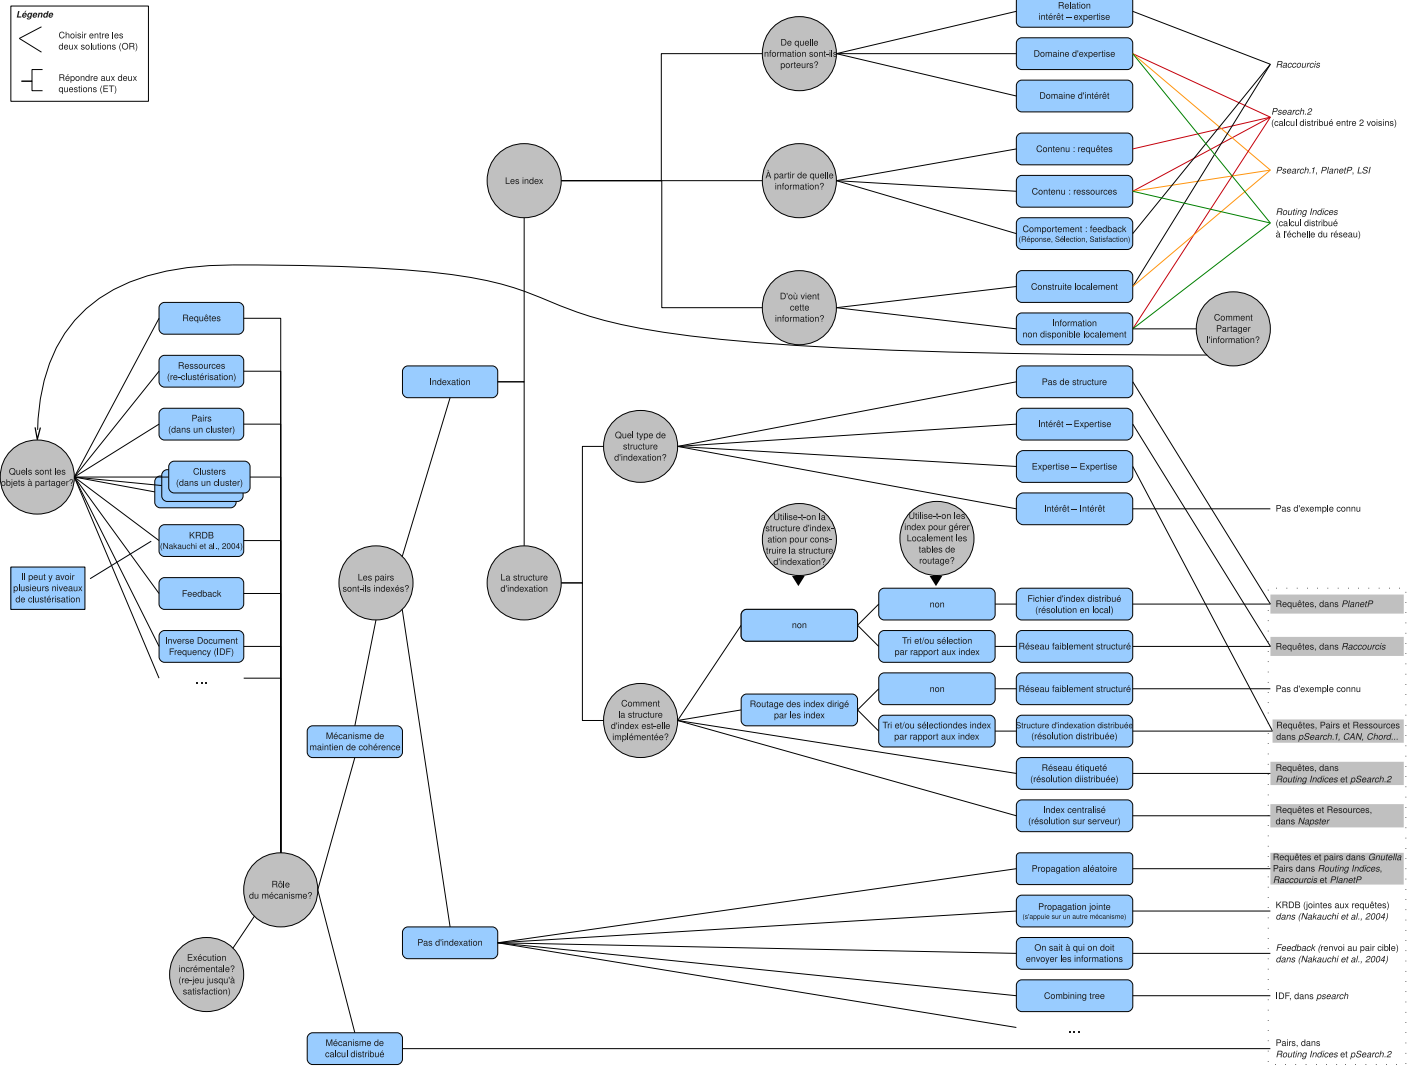 Légende
Choisir entre les
deux solutions (OR)
Répondre aux deux
questions (ET)
De quelle
nformation sont-ils
porteurs?
Relation
intérêt – expertise
Domaine d'expertise
Domaine d'intérêt
Raccourcis
Psearch.2
(calcul distribué entre 2 voisins)
Les index
À partir de quelle
information?
Contenu : requêtes
Contenu : ressources
Comportement : feedback
(Réponse, Sélection, Satisfaction)
Psearch.1, PlanetP, LSI
Routing Indices
(calcul distribué
à l'échelle du réseau)
D'où vient
cette
information?
Construite localement
Information
non disponible localement
Comment
Partager
l'information?
Requêtes
Ressources
(re-clustérisation)
Pairs
(dans un cluster)
Clusters
(dans un cluster)
KRDB
(Nakauchi et al., 2004)
Feedback
Inverse Document
Frequency (IDF)
...
Quels sont les
objets à partager?
Il peut y avoir
plusieurs niveaux
de clustérisation
Indexation
Les pairs
sont-ils indexés?
La structure
d'indexation
Quel type de
structure
d'indexation?
Pas de structure
Intérêt – Expertise
Expertise – Expertise
Intérêt – Intérêt
Pas d'exemple connu
Utilise-t-on la
structure d'index-
ation pour cons-
truire la structure
d'indexation?
Utilise-t-on les
index pour gérer
Localement les
tables de
routage?
non
non
Fichier d'index distribué
(résolution en local)
Requêtes, dans PlanetP
Tri et/ou sélection
par rapport aux index
Réseau faiblement structuré
Requêtes, dans Raccourcis
Comment
la structure
d'index est-elle
implémentée?
Routage des index dirigé
par les index
non
Réseau faiblement structuré
Pas d'exemple connu
Tri et/ou sélectiondes index
par rapport aux index
Structure d'indexation distribuée
(résolution distribuée)
Requêtes, Pairs et Ressources
dans pSearch.1, CAN, Chord...
Réseau étiqueté
(résolution diistribuée)
Requêtes, dans
Routing Indices et pSearch.2
Index centralisé
(résolution sur serveur)
Requêtes et Resources,
dans Napster
Mécanisme de
maintien de cohérence
Rôle
du mécanisme?
Exécution
incrémentale?
(re-jeu jusqu'à
satisfaction)
Pas d'indexation
Propagation aléatoire
Requêtes et pairs dans Gnutella
Pairs dans Routing Indices,
Raccourcis et PlanetP
Propagation jointe
(s'appuie sur un autre mécanisme)
KRDB (jointes aux requêtes)
dans (Nakauchi et al., 2004)
On sait à qui on doit
envoyer les informations
Feedback (renvoi au pair cible)
dans (Nakauchi et al., 2004)
Combining tree
IDF, dans psearch
...
Mécanisme de
calcul distribué
Pairs, dans
Routing Indices et pSearch.2